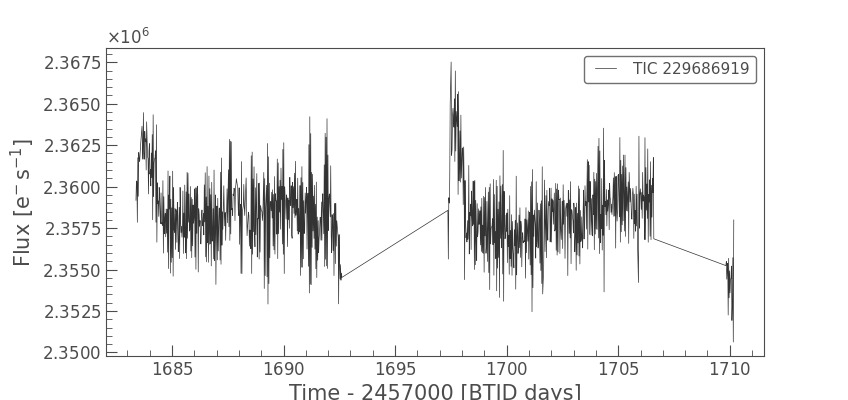 ×10⁶
2.3675
2.3650
2.3625
2.3600
2.3575
2.3550
2.3525
2.3500
Flux [e⁻ s⁻¹]
TIC 229686919
1685 1690 1695 1700 1705 1710
Time - 2457000 [BTJD days]